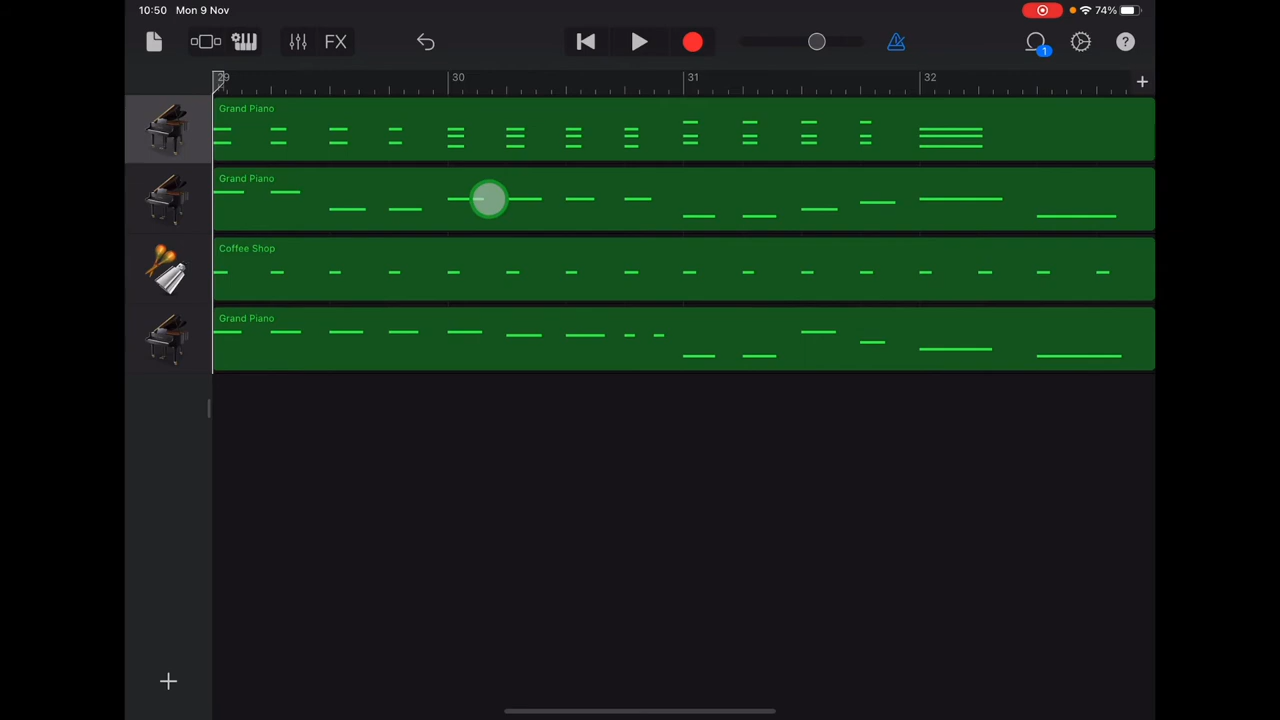 10:50 Mon 9 Nov
74%
FX
1
?
29 30 31 32
Grand Piano
Grand Piano
Coffee Shop
Grand Piano